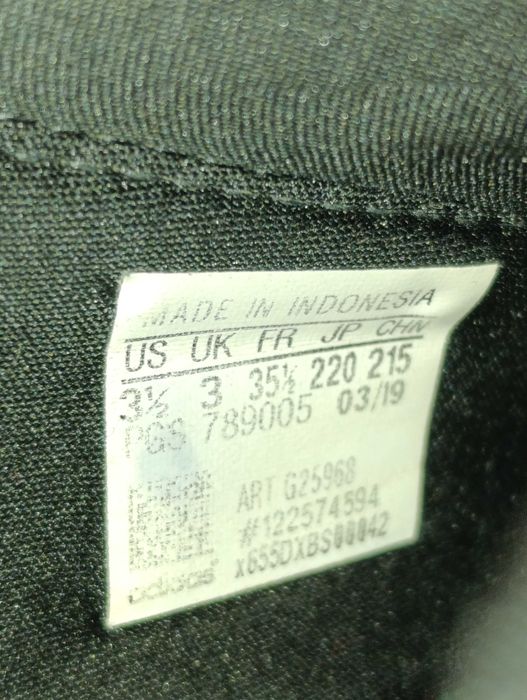 MADE IN INDONESIA
US UK FR JP CHN
3½ 3 35½ 220 215
PGS 789005 03/19
ART G25968
#122574594
x655DXBS00042
adidas